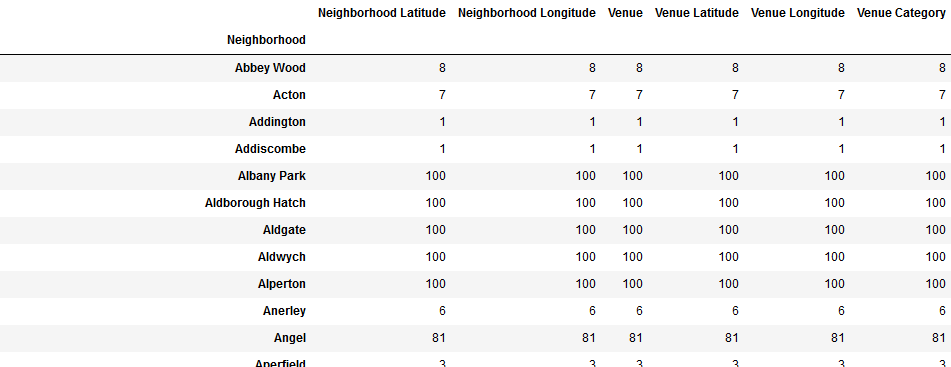 Neighborhood Latitude Neighborhood Longitude Venue Venue Latitude Venue Longitude Venue Category
Neighborhood
Abbey Wood 8 8 8 8 8 8
Acton 7 7 7 7 7 7
Addington 1 1 1 1 1 1
Addiscombe 1 1 1 1 1 1
Albany Park 100 100 100 100 100 100
Aldborough Hatch 100 100 100 100 100 100
Aldgate 100 100 100 100 100 100
Aldwych 100 100 100 100 100 100
Alperton 100 100 100 100 100 100
Anerley 6 6 6 6 6 6
Angel 81 81 81 81 81 81
Aperfield 3 3 3 3 3 3